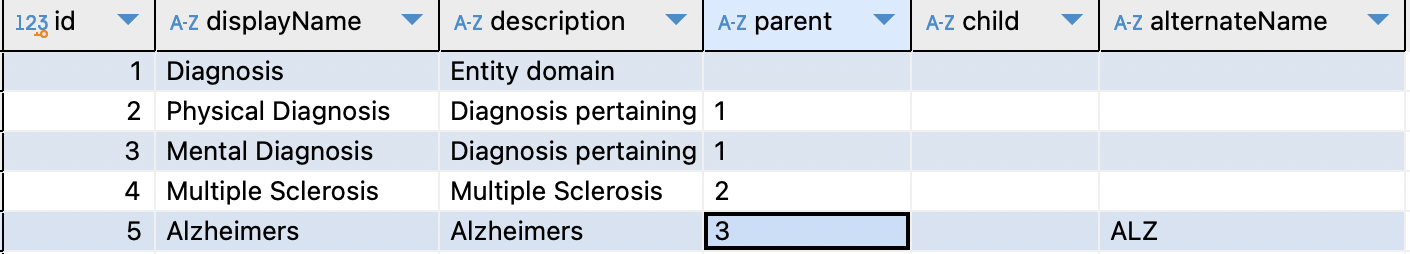 123 id A-Z displayName A-Z description A-Z parent A-Z child A-Z alternateName
1 Diagnosis Entity domain
2 Physical Diagnosis Diagnosis pertaining 1
3 Mental Diagnosis Diagnosis pertaining 1
4 Multiple Sclerosis Multiple Sclerosis 2
5 Alzheimers Alzheimers 3 ALZ